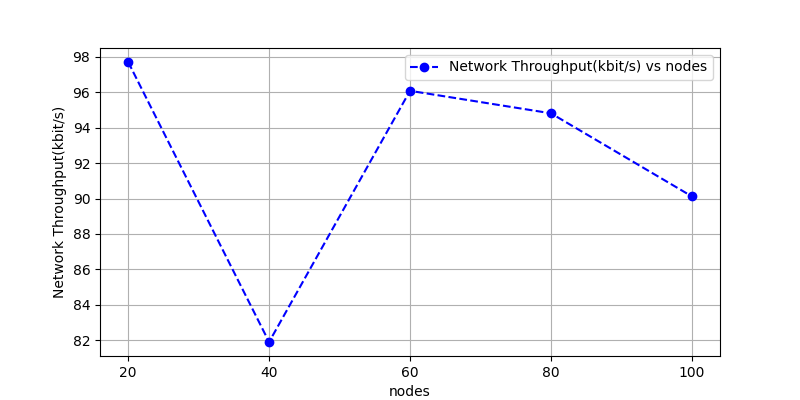 Network Throughput(kbit/s) vs nodes
98
96
94
92
90
88
86
84
82
Network Throughput(kbit/s)
20 40 60 80 100
nodes